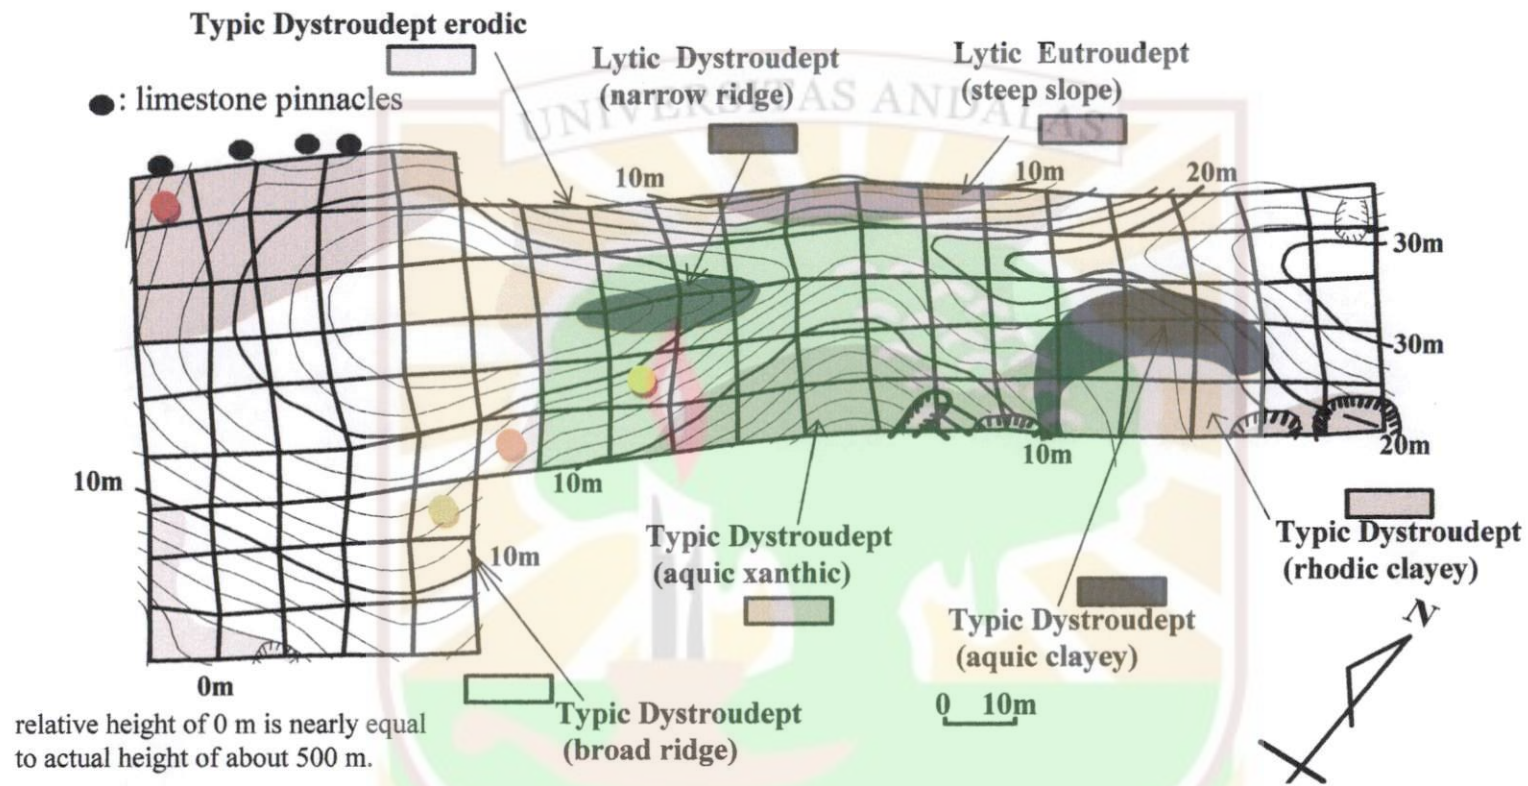 Typic Dystroudept erodic
Lytic Dystroudept
(narrow ridge)
Lytic Eutroudept
(steep slope)
: limestone pinnacles
UNIVERSITAS ANDALAS
10m
10m
20m
30m
30m
20m
10m
10m
10m
10m
0m
Typic Dystroudept
(aquic xanthic)
Typic Dystroudept
(aquic clayey)
Typic Dystroudept
(rhodic clayey)
Typic Dystroudept
(broad ridge)
0 10m
N
relative height of 0 m is nearly equal
to actual height of about 500 m.